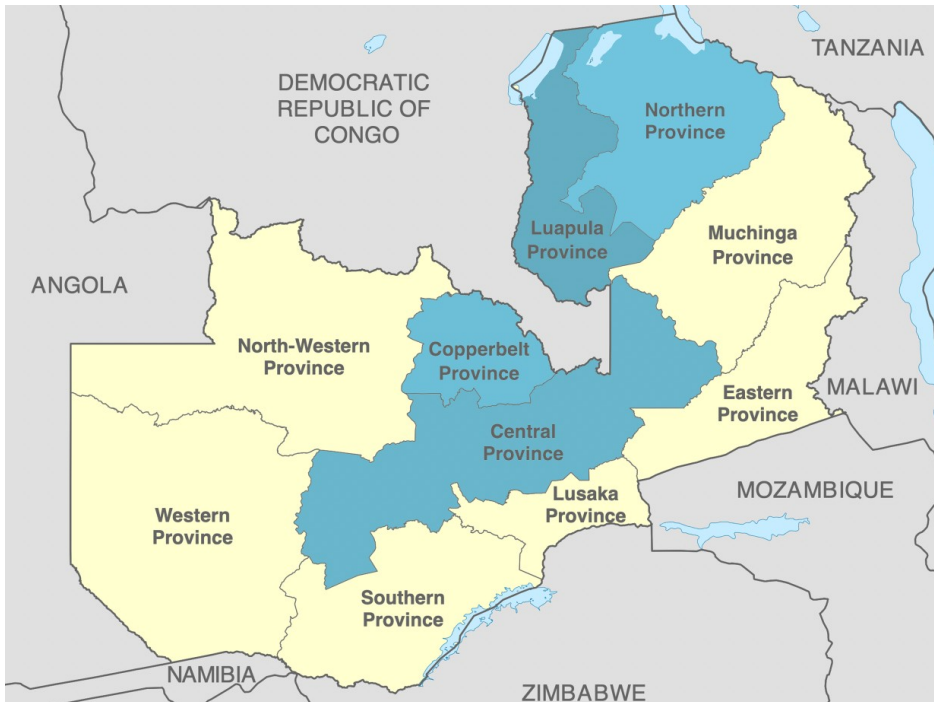 TANZANIA
DEMOCRATIC
REPUBLIC OF
CONGO
Northern
Province
Luapula
Province
Muchinga
Province
ANGOLA
North-Western
Province
Copperbelt
Province
Eastern
Province
MALAWI
Central
Province
Lusaka
Province
MOZAMBIQUE
Western
Province
Southern
Province
NAMIBIA
ZIMBABWE